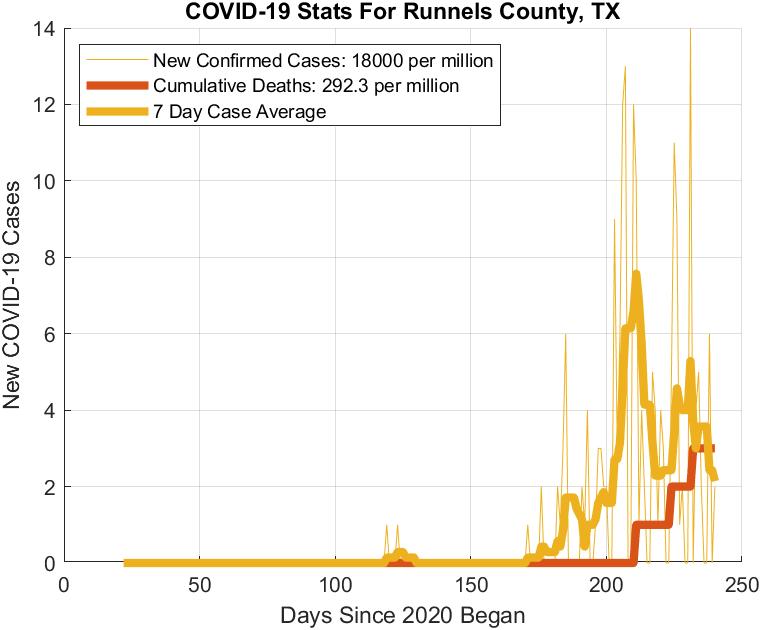 COVID-19 Stats For Runnels County, TX
New Confirmed Cases: 18000 per million
Cumulative Deaths: 292.3 per million
7 Day Case Average
New COVID-19 Cases
14
12
10
8
6
4
2
0
0 50 100 150 200 250
Days Since 2020 Began